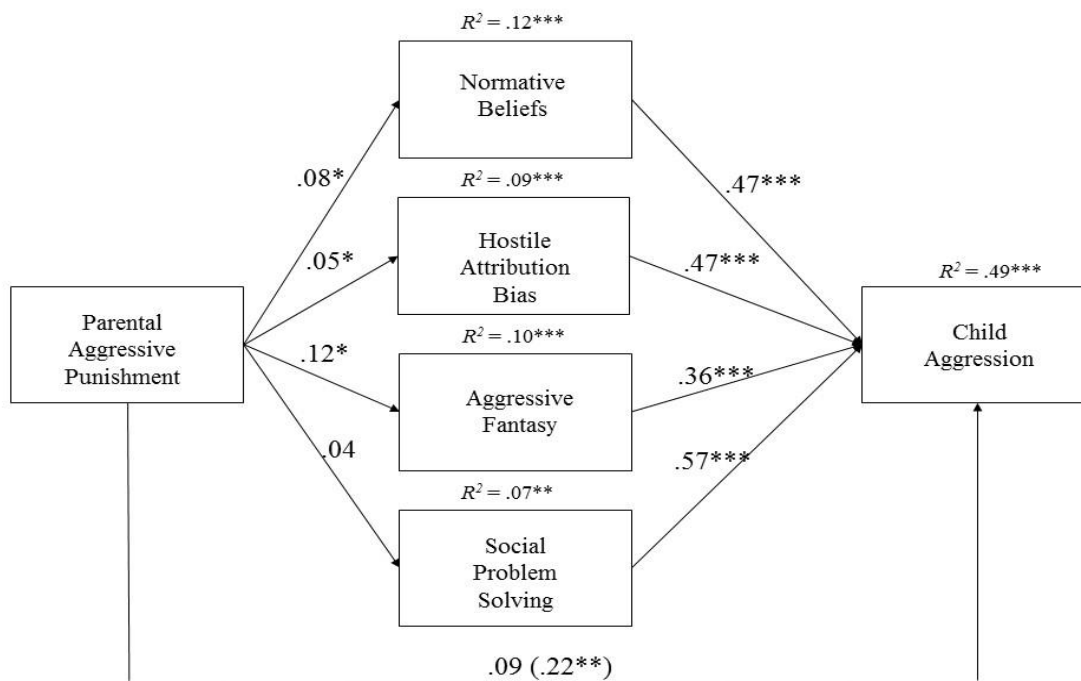 R² = .12***
Normative
Beliefs
.08*
.47***
R² = .09***
Hostile
Attribution
Bias
.05*
.47***
R² = .49***
Parental
Aggressive
Punishment
Child
Aggression
R² = .10***
.12*
.36***
Aggressive
Fantasy
.04
.57***
R² = .07**
Social
Problem
Solving
.09 (.22**)